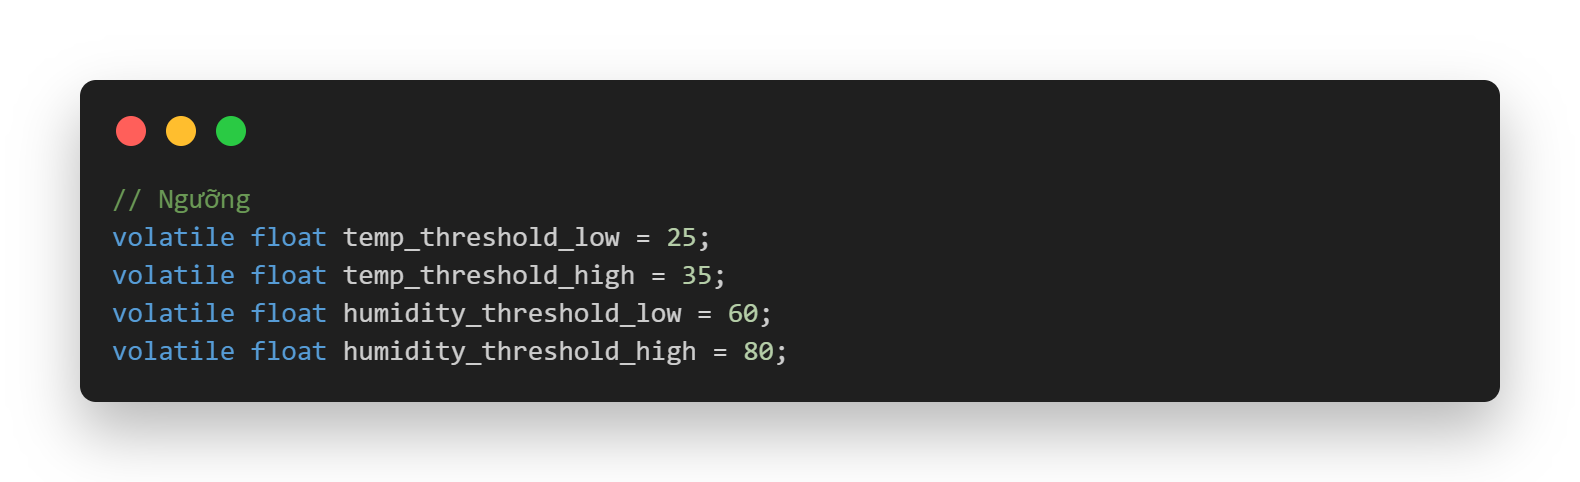 // Ngưỡng
volatile float temp_threshold_low = 25;
volatile float temp_threshold_high = 35;
volatile float humidity_threshold_low = 60;
volatile float humidity_threshold_high = 80;